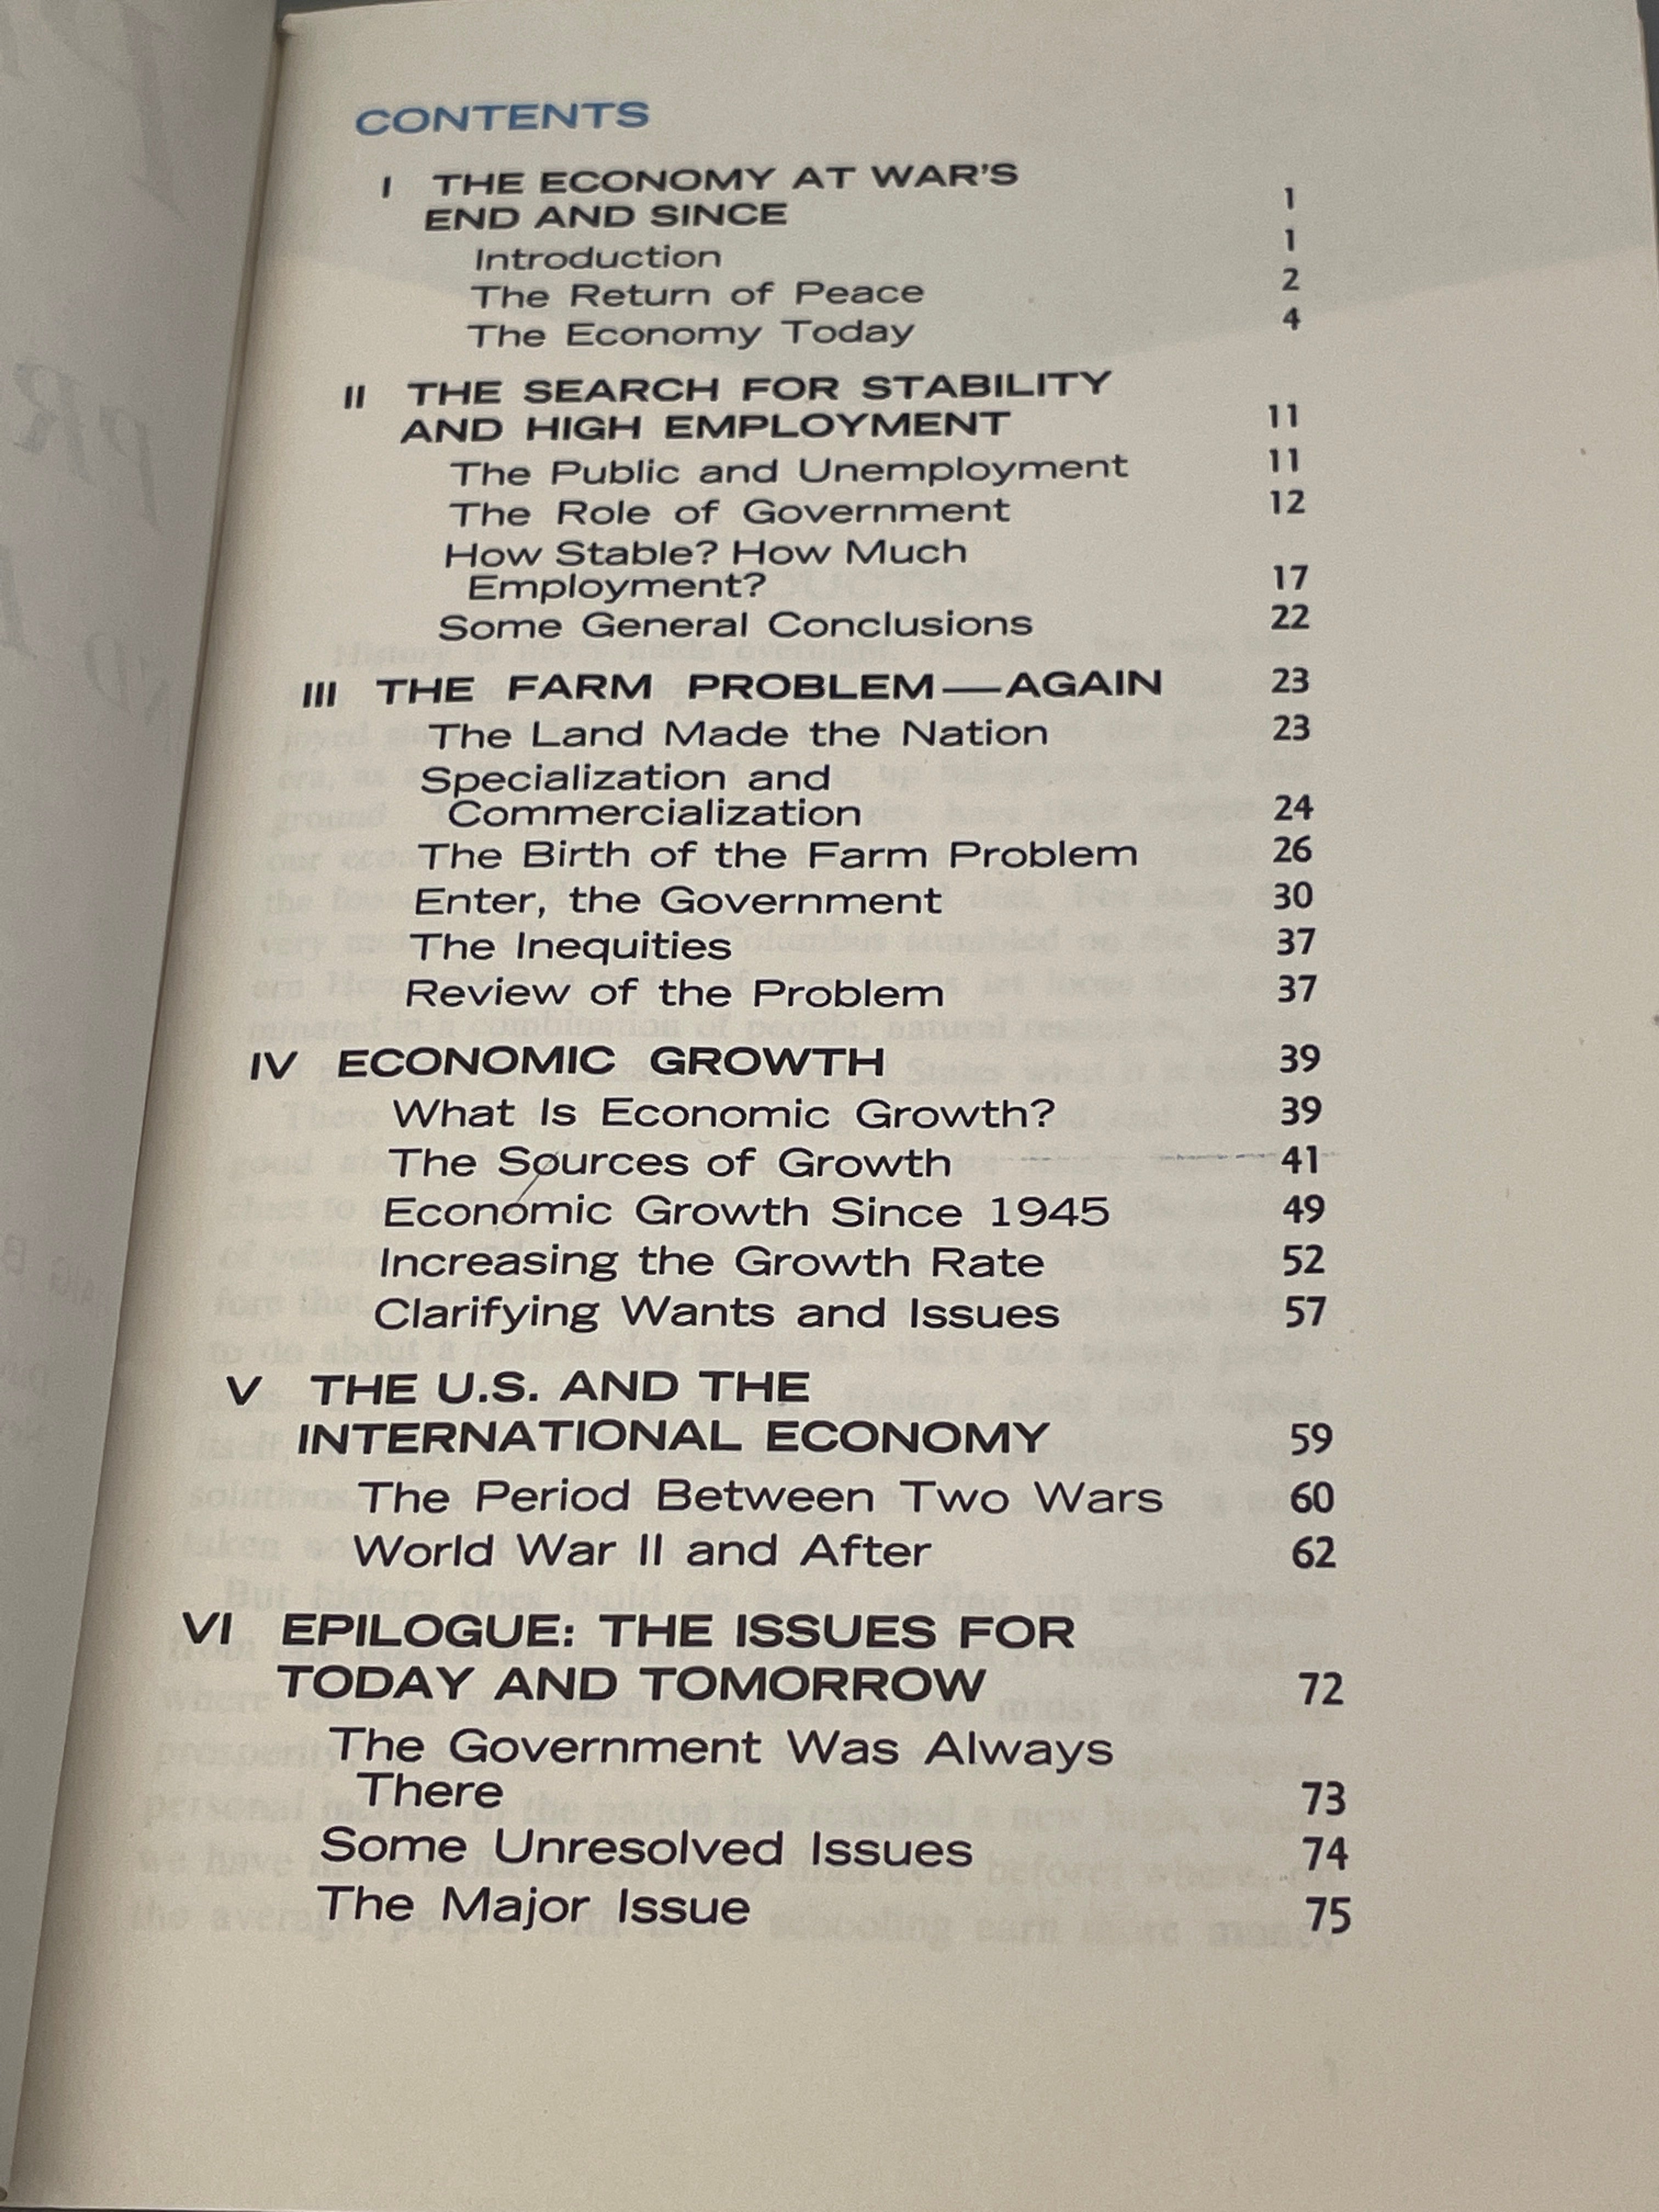 CONTENTS
I THE ECONOMY AT WAR'S
END AND SINCE 1
Introduction 1
The Return of Peace 2
The Economy Today 4
II THE SEARCH FOR STABILITY
AND HIGH EMPLOYMENT 11
The Public and Unemployment 11
The Role of Government 12
How Stable? How Much
Employment? 17
Some General Conclusions 22
III THE FARM PROBLEM—AGAIN 23
The Land Made the Nation 23
Specialization and
Commercialization 24
The Birth of the Farm Problem 26
Enter, the Government 30
The Inequities 37
Review of the Problem 37
IV ECONOMIC GROWTH 39
What Is Economic Growth? 39
The Sources of Growth 41
Economic Growth Since 1945 49
Increasing the Growth Rate 52
Clarifying Wants and Issues 57
V THE U.S. AND THE
INTERNATIONAL ECONOMY 59
The Period Between Two Wars 60
World War II and After 62
VI EPILOGUE: THE ISSUES FOR
TODAY AND TOMORROW 72
The Government Was Always
There 73
Some Unresolved Issues 74
The Major Issue 75